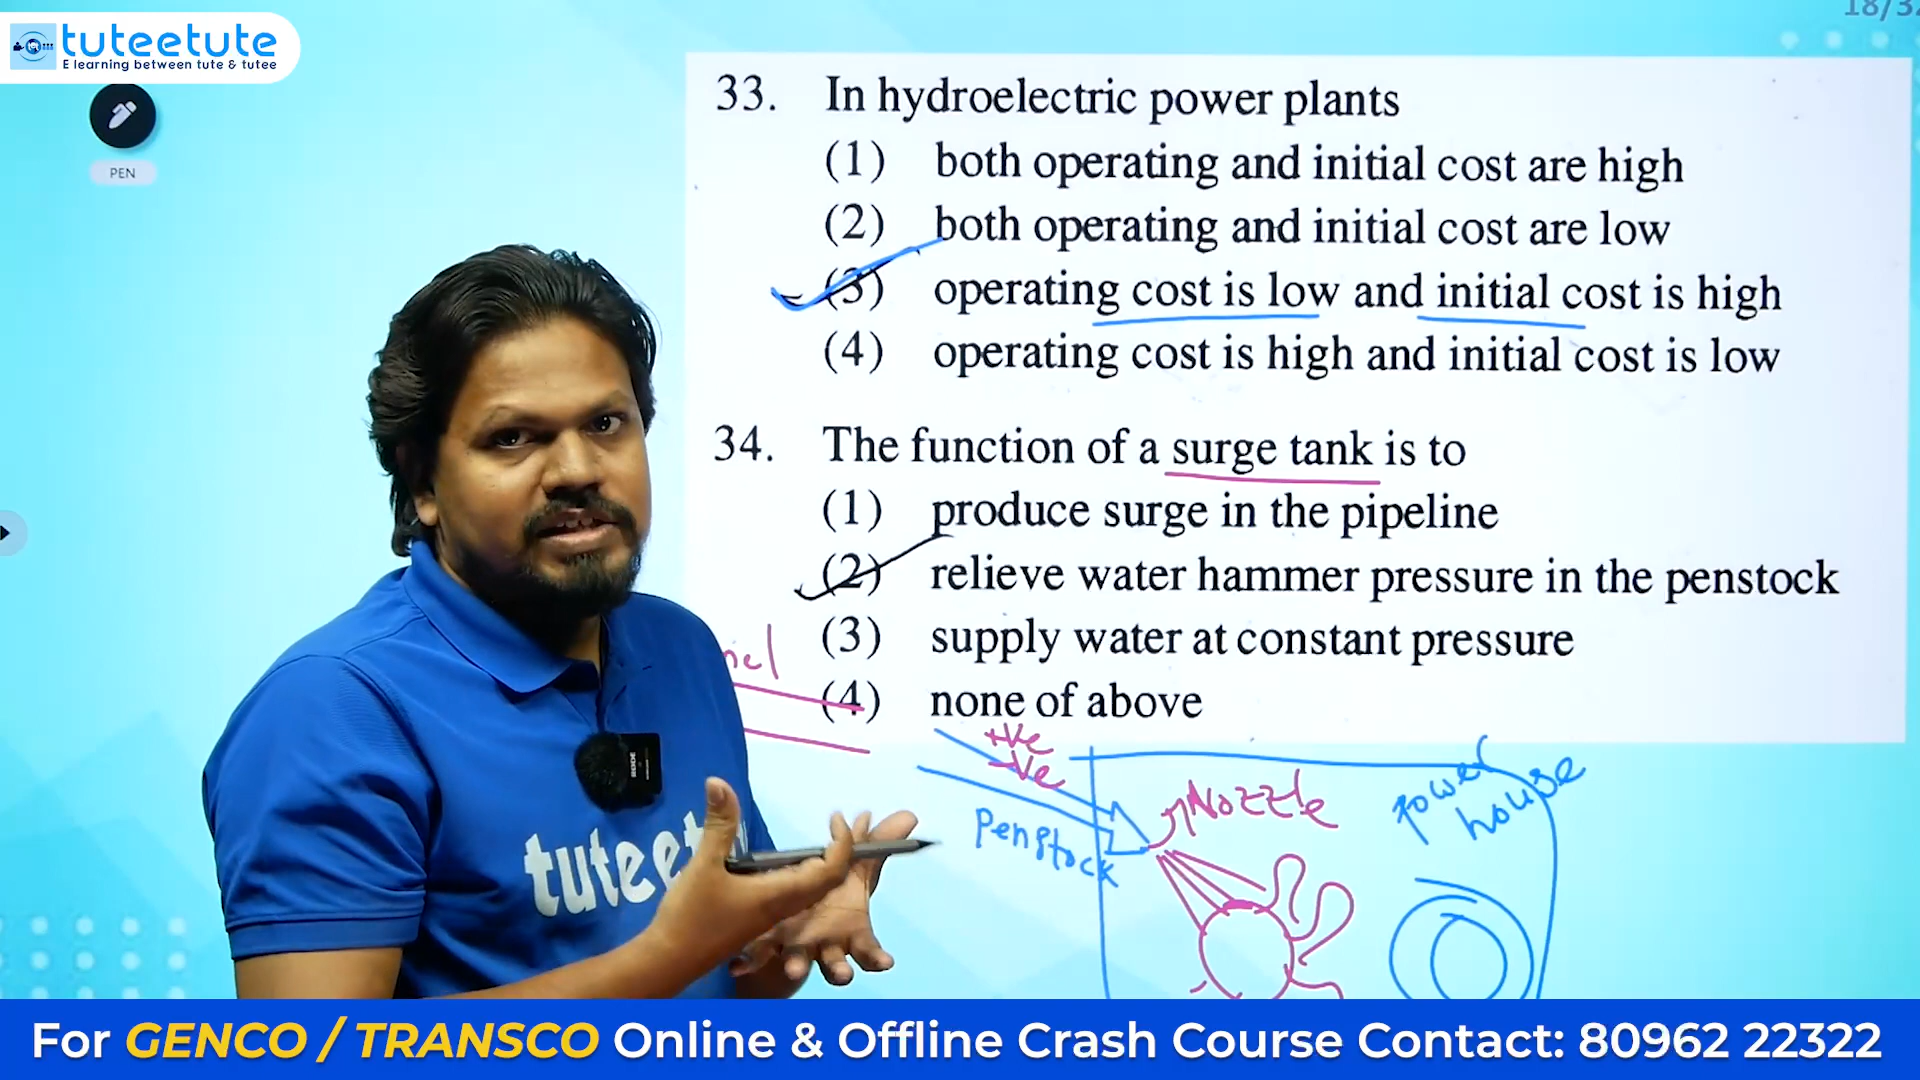 18/32
tuteetute
E learning between tute & tutee
PEN
33. In hydroelectric power plants
(1) both operating and initial cost are high
(2) both operating and initial cost are low
(3) operating cost is low and initial cost is high
(4) operating cost is high and initial cost is low
34. The function of a surge tank is to
(1) produce surge in the pipeline
(2) relieve water hammer pressure in the penstock
(3) supply water at constant pressure
(4) none of above
+ve
-ve
Nozzle
Power house
Penstock
For GENCO / TRANSCO Online & Offline Crash Course Contact: 80962 22322